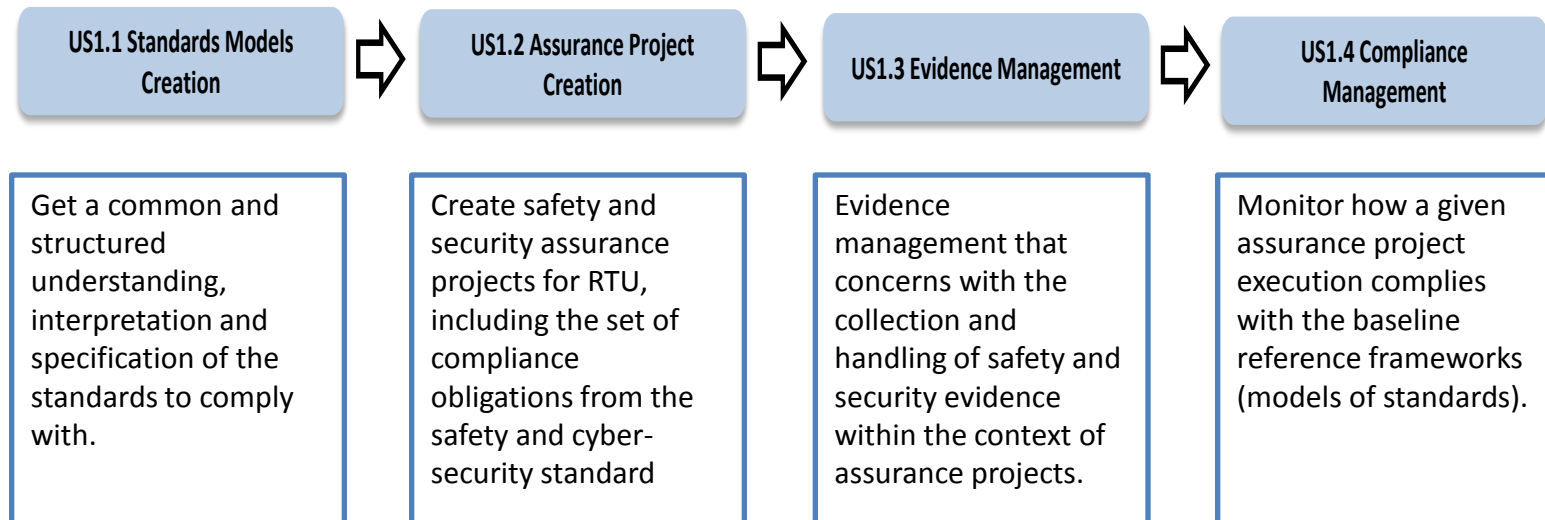 US1.1 Standards Models
Creation
US1.2 Assurance Project
Creation
US1.3 Evidence Management
US1.4 Compliance
Management
Get a common and
structured
understanding,
interpretation and
specification of the
standards to comply
with.
Create safety and
security assurance
projects for RTU,
including the set of
compliance
obligations from the
safety and cyber-
security standard
Evidence
management that
concerns with the
collection and
handling of safety and
security evidence
within the context of
assurance projects.
Monitor how a given
assurance project
execution complies
with the baseline
reference frameworks
(models of standards).